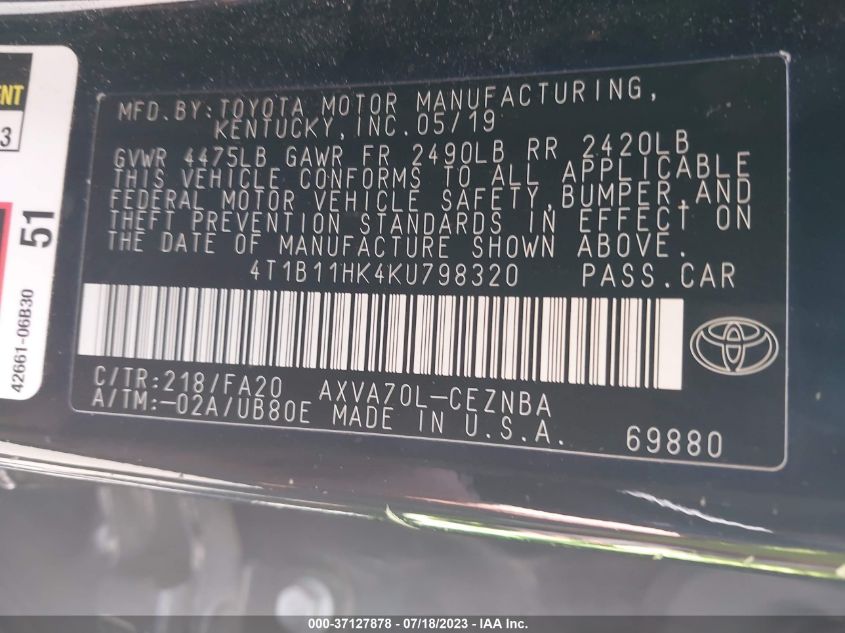 MFD.BY:TOYOTA MOTOR MANUFACTURING,
KENTUCKY,INC.05/19
GVWR 4475LB GAWR FR 2490LB RR 2420LB
THIS VEHICLE CONFORMS TO ALL APPLICABLE
FEDERAL MOTOR VEHICLE SAFETY,BUMPER,AND
THEFT PREVENTION STANDARDS IN EFFECT ON
THE DATE OF MANUFACTURE SHOWN ABOVE.
4T1B11HK4KU798320 PASS.CAR
C/TR:218/FA20 AXVA70L-CEZNBA
A/TM:-02A/UB80E MADE IN U.S.A.
69880
51
42661-06B30
3
000-37127878 - 07/18/2023 - IAA Inc.